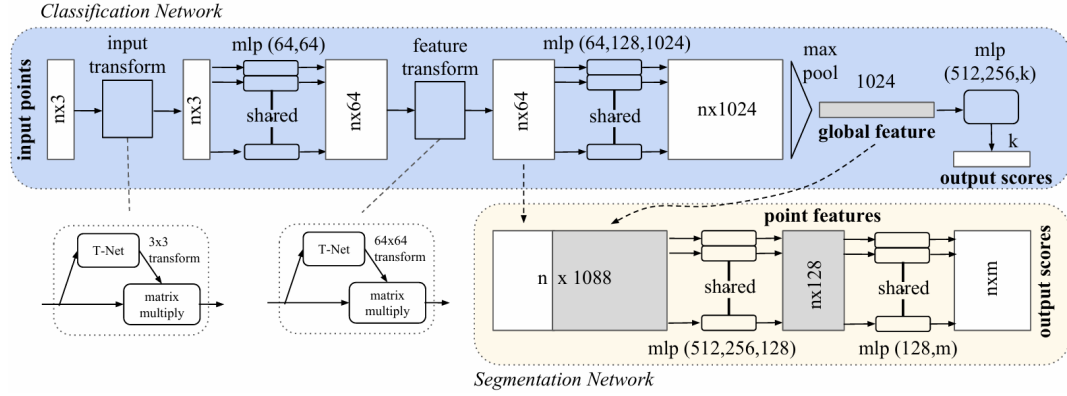 Classification Network
input points
nx3
input
transform
nx3
mlp (64,64)
shared
nx64
feature
transform
nx64
mlp (64,128,1024)
shared
nx1024
max
pool
1024
global feature
mlp
(512,256,k)
k
output scores
T-Net
3x3
transform
matrix
multiply
T-Net
64x64
transform
matrix
multiply
point features
n x 1088
shared
mlp (512,256,128)
nx128
shared
mlp (128,m)
nxm
output scores
Segmentation Network